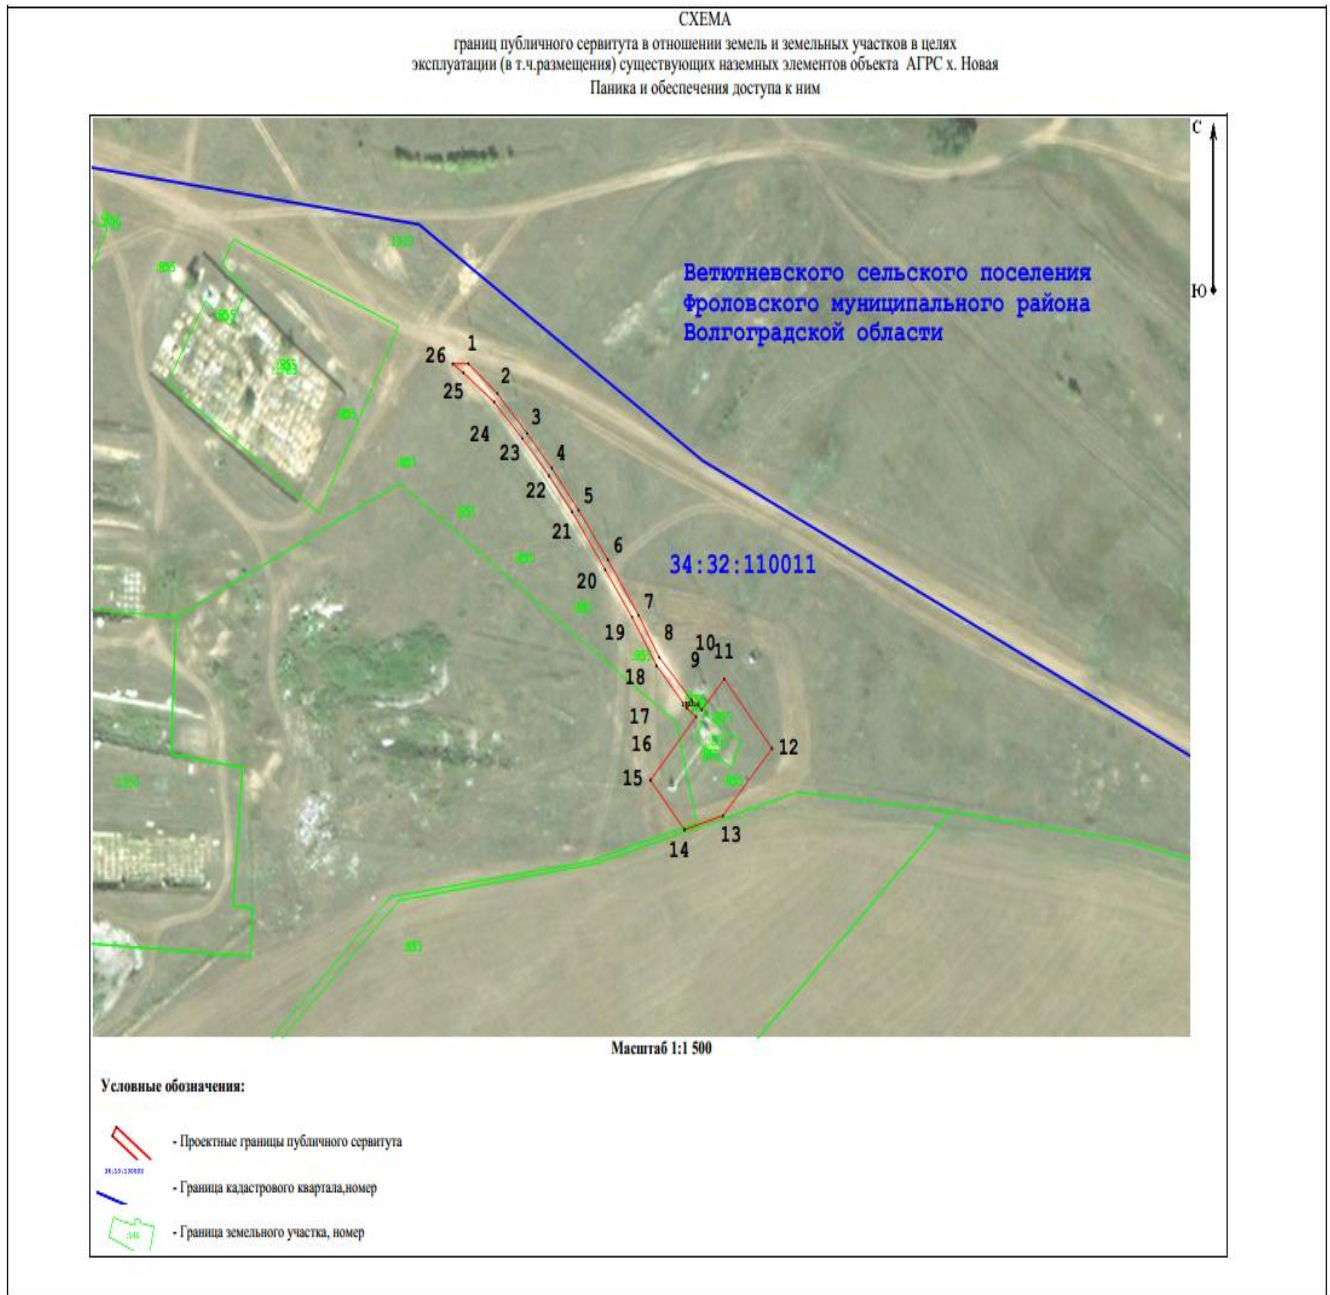 СХЕМА
границ публичного сервитута в отношении земель и земельных участков в целях
эксплуатации (в т.ч.размещения) существующих наземных элементов объекта АГРС х. Новая
Паника и обеспечения доступа к ним
С
Ю
Ветютневского сельского поселения
Фроловского муниципального района
Волгоградской области
26
1
2
25
3
24
23
4
22
5
21
6
34:32:110011
20
7
19
8
10
11
9
18
17
16
12
15
13
14
Масштаб 1:1 500
Условные обозначения:
- Проектные границы публичного сервитута
- Граница кадастрового квартала,номер
- Граница земельного участка, номер